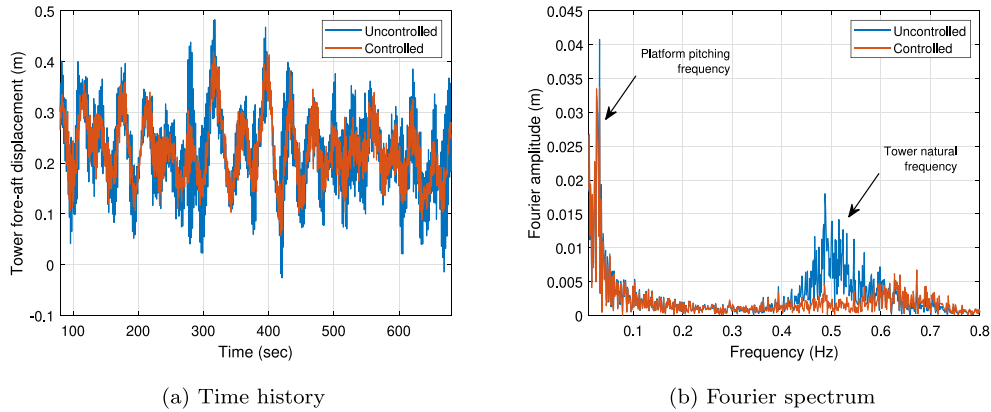 0.5
0.4
0.3
0.2
0.1
0
-0.1
Tower fore-aft displacement (m)
Uncontrolled
Controlled
100
200
300
400
500
600
Time (sec)
(a) Time history
0.045
0.04
0.035
0.03
0.025
0.02
0.015
0.01
0.005
0
Fourier amplitude (m)
Uncontrolled
Controlled
Platform pitching
frequency
Tower natural
frequency
0.1
0.2
0.3
0.4
0.5
0.6
0.7
0.8
Frequency (Hz)
(b) Fourier spectrum